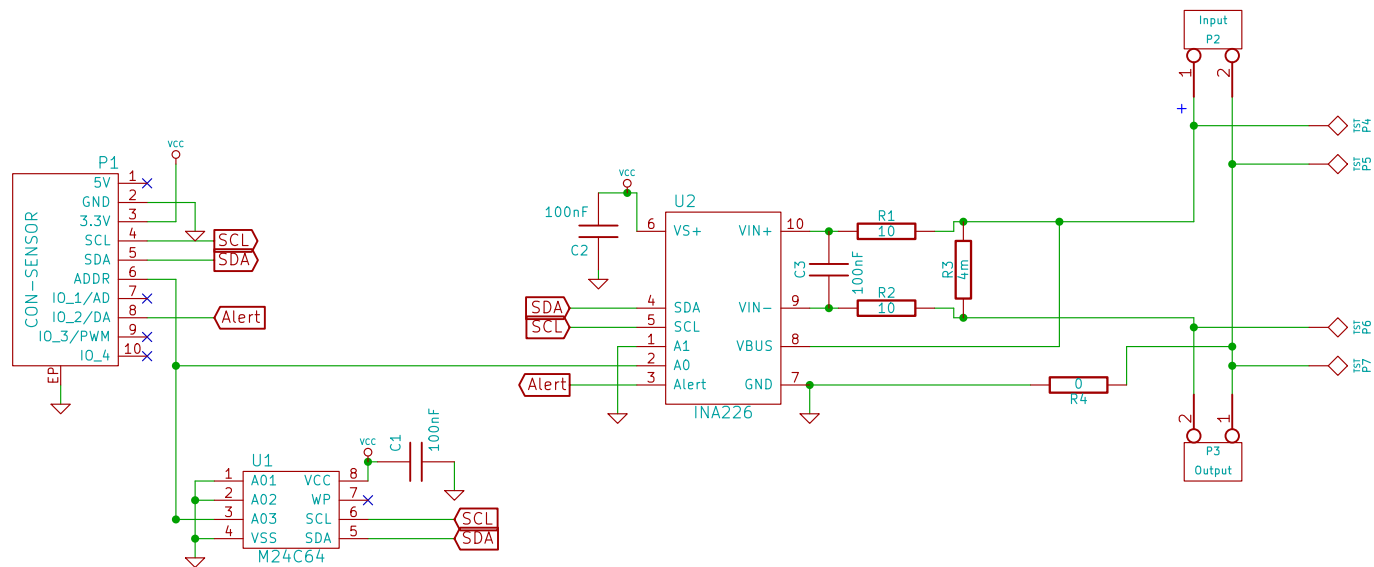 Input
P2
1
2
+
TST
P4
TST
P5
P1
CON-SENSOR
5V 1
GND 2
3.3V 3
SCL 4
SDA 5
ADDR 6
IO_1/AD 7
IO_2/DA 8
IO_3/PWM 9
IO_4 10
EP
VCC
SCL
SDA
Alert
VCC
100nF
C2
U2
6 VS+
4 SDA
5 SCL
1 A1
2 A0
3 Alert
VIN+ 10
VIN- 9
VBUS 8
GND 7
INA226
SDA
SCL
Alert
C3
100nF
R1
10
R2
10
R3
4m
0
R4
TST
P6
TST
P7
2
1
P3
Output
U1
1 A01
2 A02
3 A03
4 VSS
VCC 8
WP 7
SCL 6
SDA 5
M24C64
VCC
C1
100nF
SCL
SDA